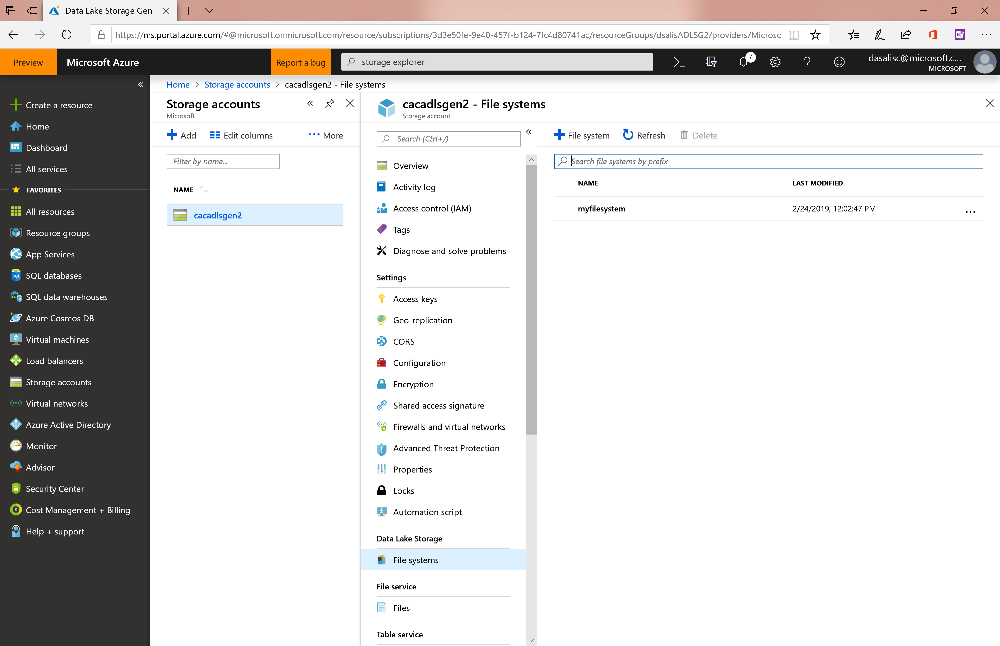 Data Lake Storage Gen
https://ms.portal.azure.com/#@microsoft.onmicrosoft.com/resource/subscriptions/3d3e50fe-9e40-457f-b124-7fc4d80741ac/resourceGroups/dsalisADLSG2/providers/Microso
Preview
Microsoft Azure
Report a bug
storage explorer
7
dasalisc@microsoft.c...
MICROSOFT
Create a resource
Home
Dashboard
All services
FAVORITES
All resources
Resource groups
App Services
SQL databases
SQL data warehouses
Azure Cosmos DB
Virtual machines
Load balancers
Storage accounts
Virtual networks
Azure Active Directory
Monitor
Advisor
Security Center
Cost Management + Billing
Help + support
Home > Storage accounts > cacadlsgen2 - File systems
Storage accounts
Microsoft
Add
Edit columns
More
Filter by name...
NAME
cacadlsgen2
cacadlsgen2 - File systems
Storage account
Search (Ctrl+/)
Overview
Activity log
Access control (IAM)
Tags
Diagnose and solve problems
Settings
Access keys
Geo-replication
CORS
Configuration
Encryption
Shared access signature
Firewalls and virtual networks
Advanced Threat Protection
Properties
Locks
Automation script
Data Lake Storage
File systems
File service
Files
Table service
File system
Refresh
Delete
Search file systems by prefix
NAME LAST MODIFIED
myfilesystem 2/24/2019, 12:02:47 PM